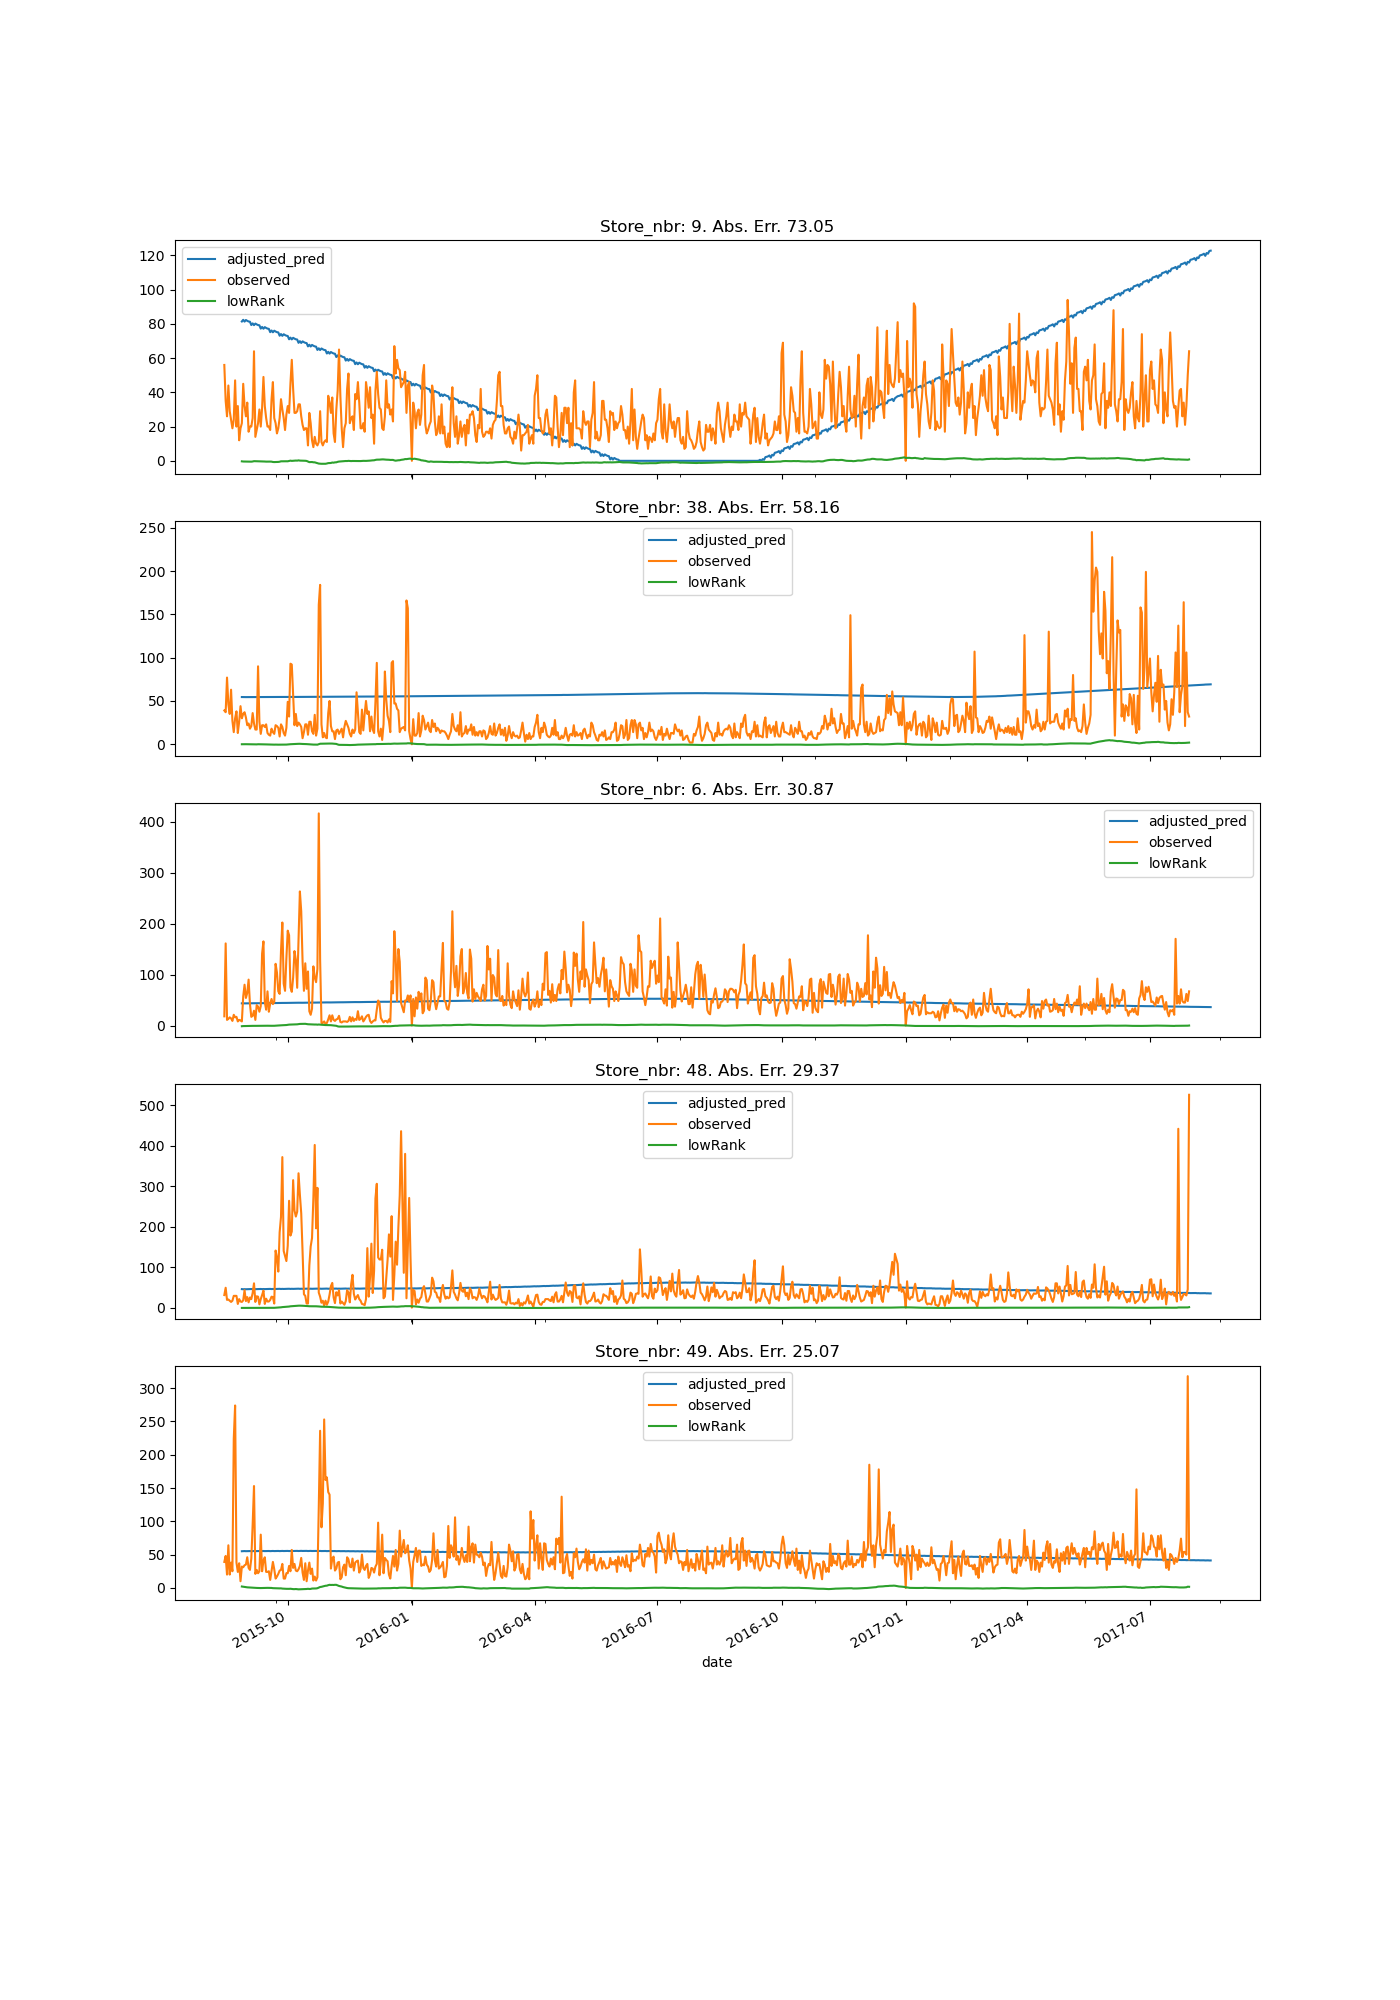 Store_nbr: 9. Abs. Err. 73.05
120
100
80
60
40
20
0
adjusted_pred
observed
lowRank
Store_nbr: 38. Abs. Err. 58.16
250
200
150
100
50
0
adjusted_pred
observed
lowRank
Store_nbr: 6. Abs. Err. 30.87
400
300
200
100
0
adjusted_pred
observed
lowRank
Store_nbr: 48. Abs. Err. 29.37
500
400
300
200
100
0
adjusted_pred
observed
lowRank
Store_nbr: 49. Abs. Err. 25.07
300
250
200
150
100
50
0
adjusted_pred
observed
lowRank
2015-10
2016-01
2016-04
2016-07
2016-10
2017-01
2017-04
2017-07
date